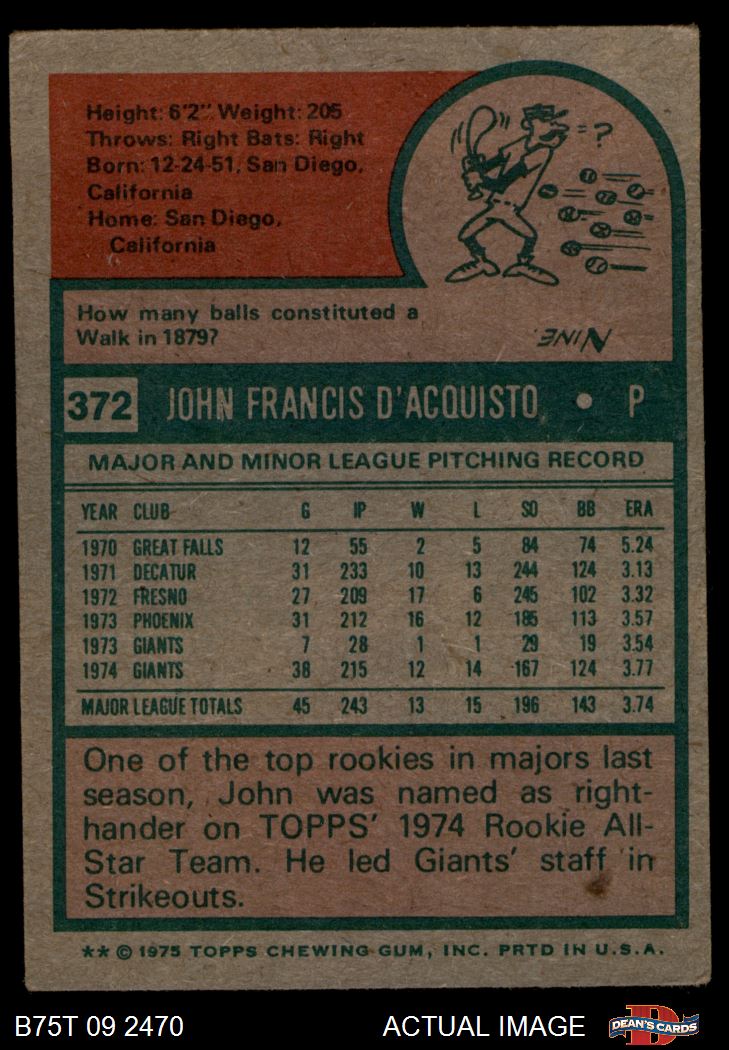 Height: 6'2" Weight: 205
Throws: Right Bats: Right
Born: 12-24-51, San Diego,
California
Home: San Diego,
California
= ?
How many balls constituted a
Walk in 1879?
NINE.
372 JOHN FRANCIS D'ACQUISTO • P
MAJOR AND MINOR LEAGUE PITCHING RECORD
YEAR CLUB G IP W L SO BB ERA
1970 GREAT FALLS 12 55 2 5 84 74 5.24
1971 DECATUR 31 233 10 13 244 124 3.13
1972 FRESNO 27 209 17 6 245 102 3.32
1973 PHOENIX 31 212 16 12 185 113 3.57
1973 GIANTS 7 28 1 1 29 19 3.54
1974 GIANTS 38 215 12 14 167 124 3.77
MAJOR LEAGUE TOTALS 45 243 13 15 196 143 3.74
One of the top rookies in majors last
season, John was named as right-
hander on TOPPS' 1974 Rookie All-
Star Team. He led Giants' staff in
Strikeouts.
** © 1975 TOPPS CHEWING GUM, INC. PRTD IN U.S.A.
B75T 09 2470 ACTUAL IMAGE D DEAN'S CARDS